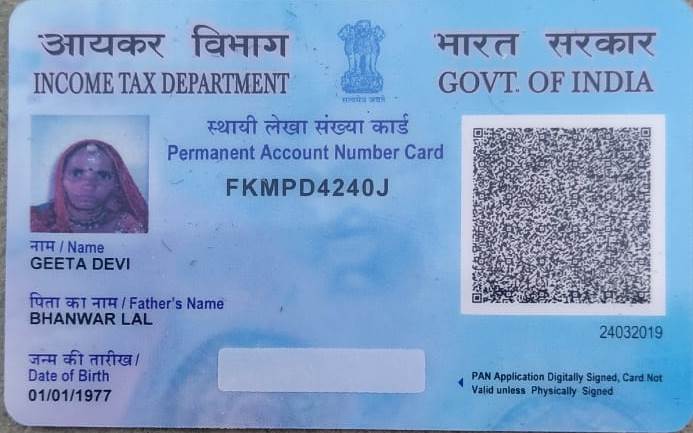 आयकर विभाग
INCOME TAX DEPARTMENT
सत्यमेव जयते
भारत सरकार
GOVT. OF INDIA
स्थायी लेखा संख्या कार्ड
Permanent Account Number Card
FKMPD4240J
नाम / Name
GEETA DEVI
पिता का नाम / Father's Name
BHANWAR LAL
जन्म की तारीख /
Date of Birth
01/01/1977
24032019
PAN Application Digitally Signed, Card Not
Valid unless Physically Signed